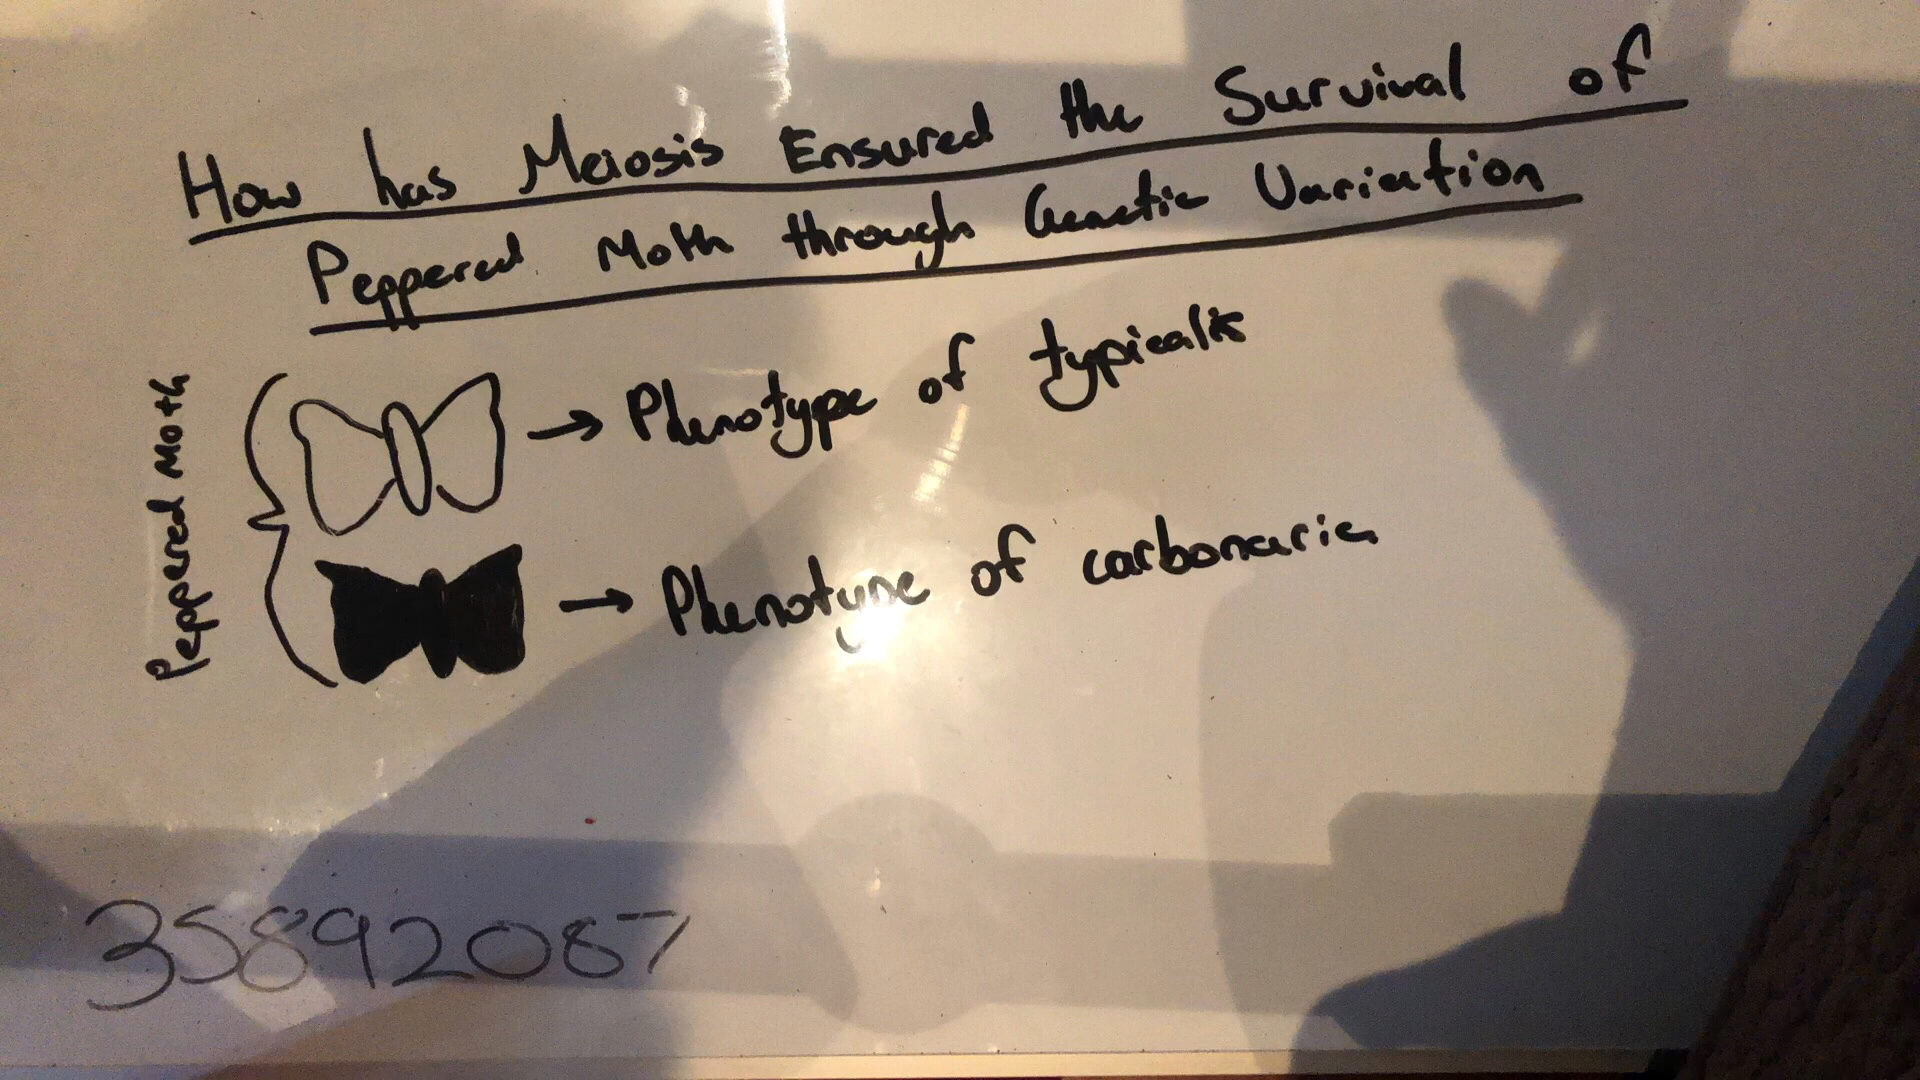 How has Meiosis Ensured the Survival of
Peppered Moth through Genetic Variation
Peppered Moth
→ Phenotype of typicalis
→ Phenotype of carbonaria
35892087